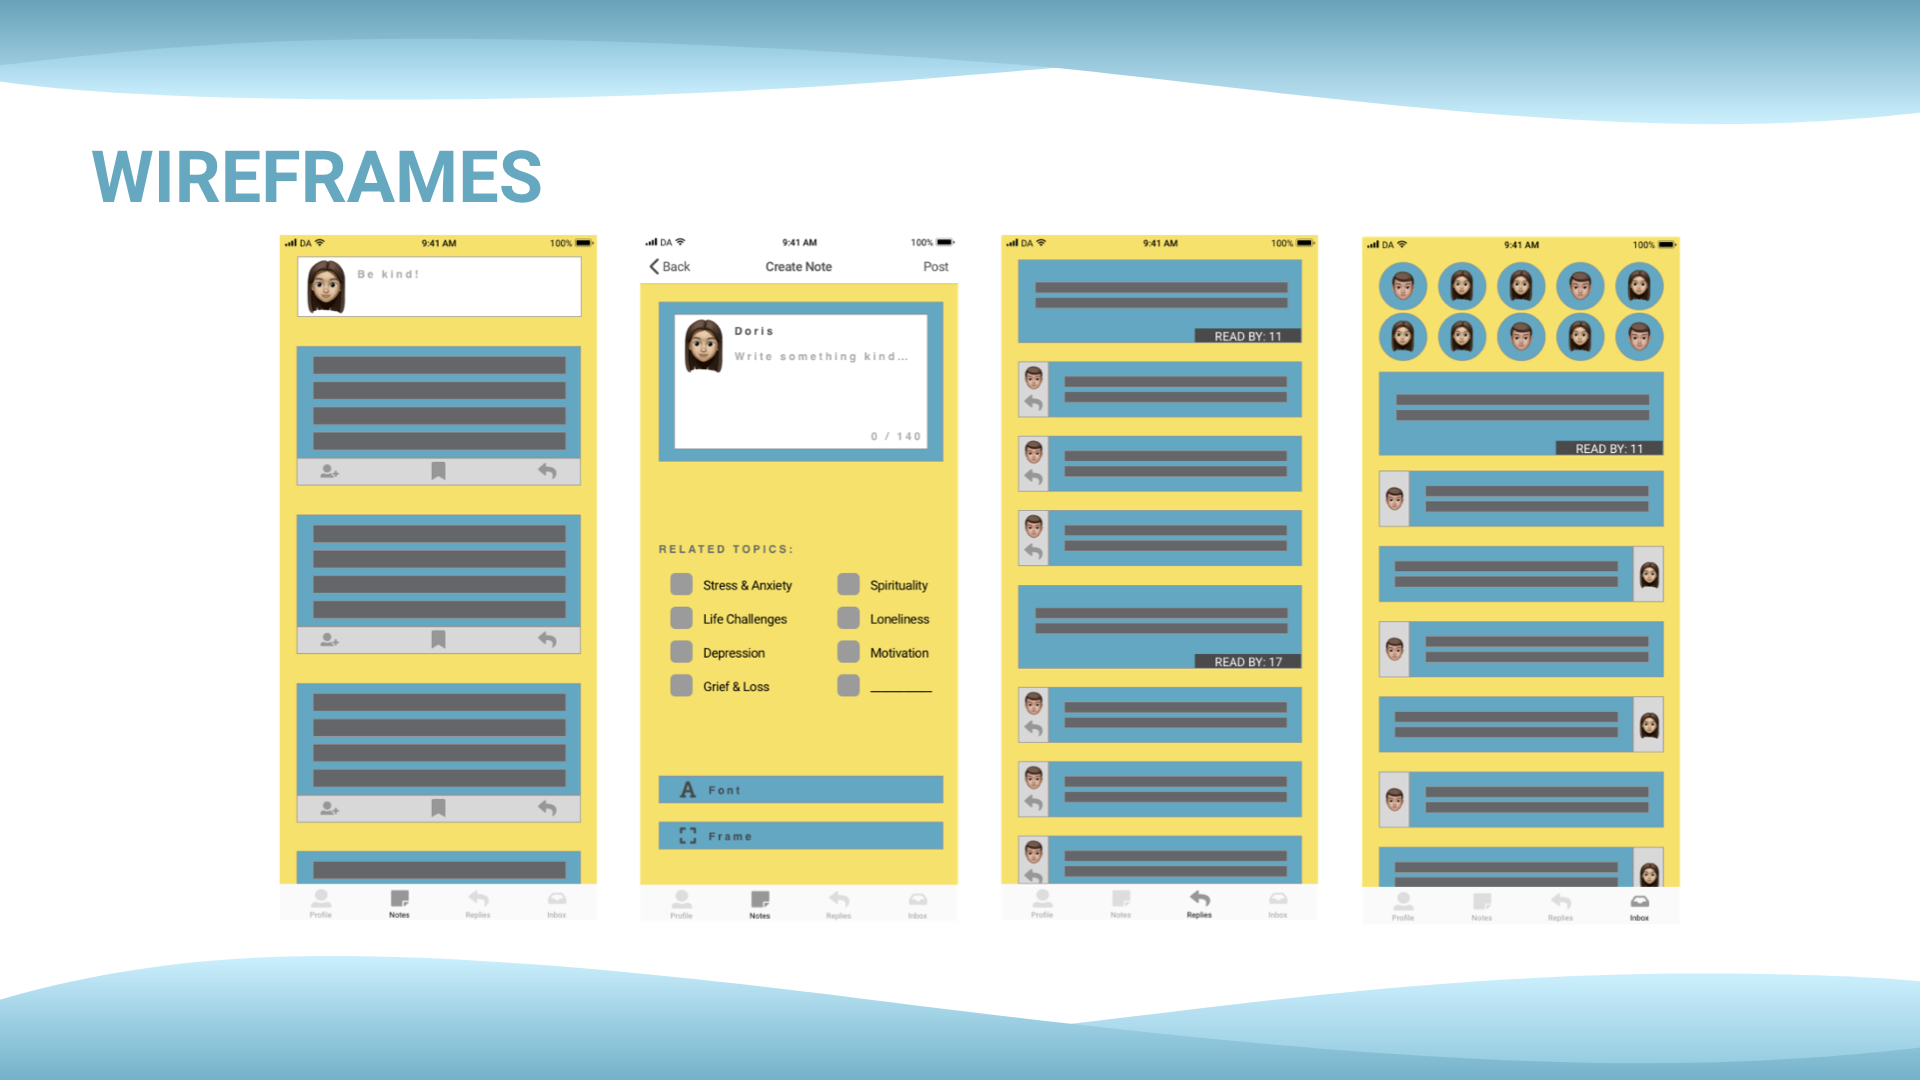 WIREFRAMES
DA 9:41 AM 100%
Be kind!
Profile Notes Replies Inbox
DA 9:41 AM 100%
Back Create Note Post
Doris
Write something kind...
0 / 140
RELATED TOPICS:
Stress & Anxiety Spirituality
Life Challenges Loneliness
Depression Motivation
Grief & Loss
Font
Frame
Profile Notes Replies Inbox
DA 9:41 AM 100%
READ BY: 11
READ BY: 17
Profile Notes Replies Inbox
DA 9:41 AM 100%
READ BY: 11
Profile Notes Replies Inbox